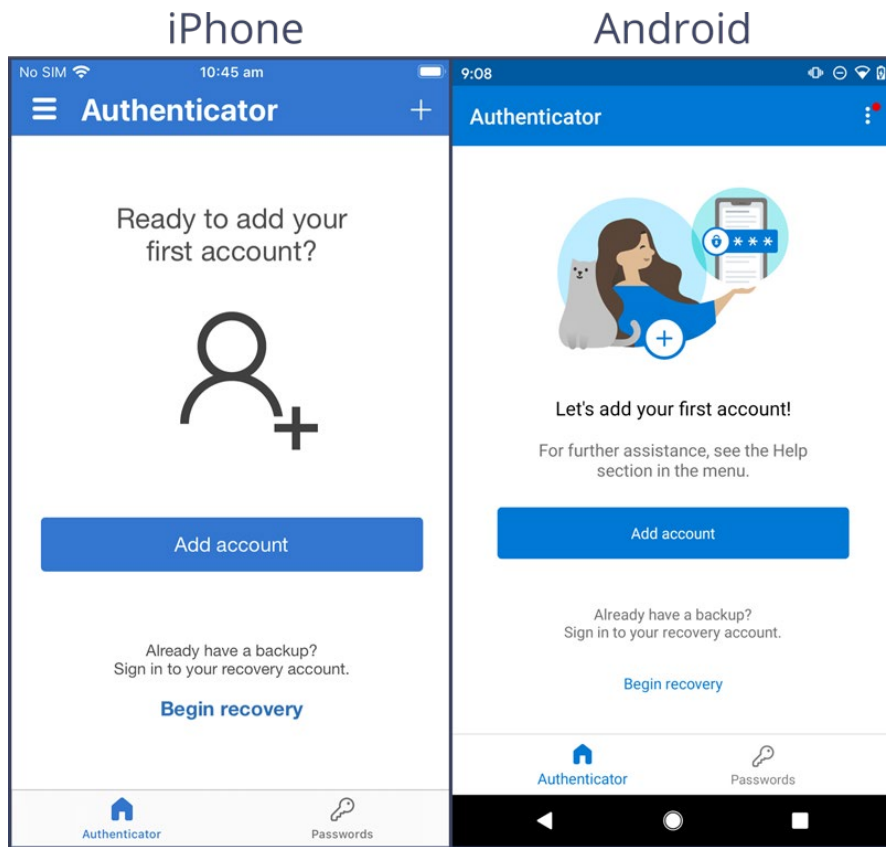 iPhone
No SIM
10:45 am
Authenticator
Ready to add your
first account?
Add account
Already have a backup?
Sign in to your recovery account.
Begin recovery
Authenticator
Passwords
Android
9:08
Authenticator
***
Let's add your first account!
For further assistance, see the Help
section in the menu.
Add account
Already have a backup?
Sign in to your recovery account.
Begin recovery
Authenticator
Passwords